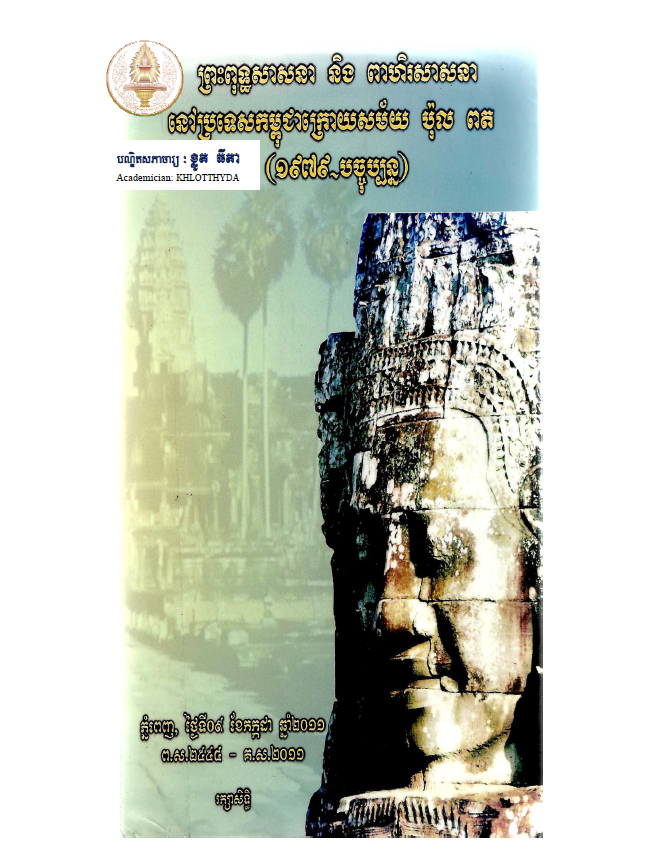 ព្រះពុទ្ធសាសនា និង ពាហិរសាសនា
នៅប្រទេសកម្ពុជាក្រោយសម័យ ប៉ុល ពត
(១៩៧៩~បច្ចុប្បន្ន)
បណ្ឌិតសភាចារ្យ : ខ្លូត ធីតា
Academician: KHLOTTHYDA
ភ្នំពេញ, ថ្ងៃទី០៩ ខែកក្កដា ឆ្នាំ២០១១
ព.ស.២៥៥៤ - គ.ស.២០១១
រក្សាសិទ្ធិ